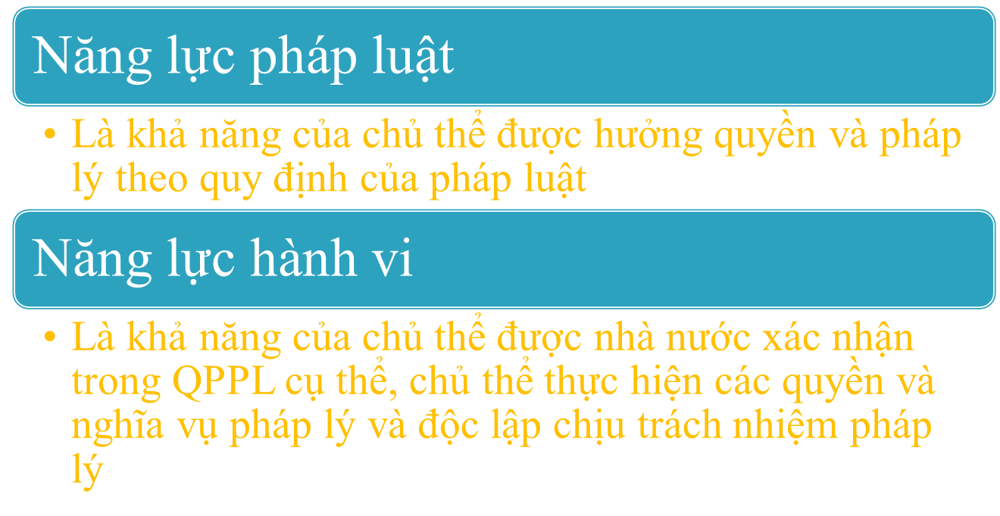 Năng lực pháp luật
• Là khả năng của chủ thể được hưởng quyền và pháp
lý theo quy định của pháp luật
Năng lực hành vi
• Là khả năng của chủ thể được nhà nước xác nhận
trong QPPL cụ thể, chủ thể thực hiện các quyền và
nghĩa vụ pháp lý và độc lập chịu trách nhiệm pháp
lý